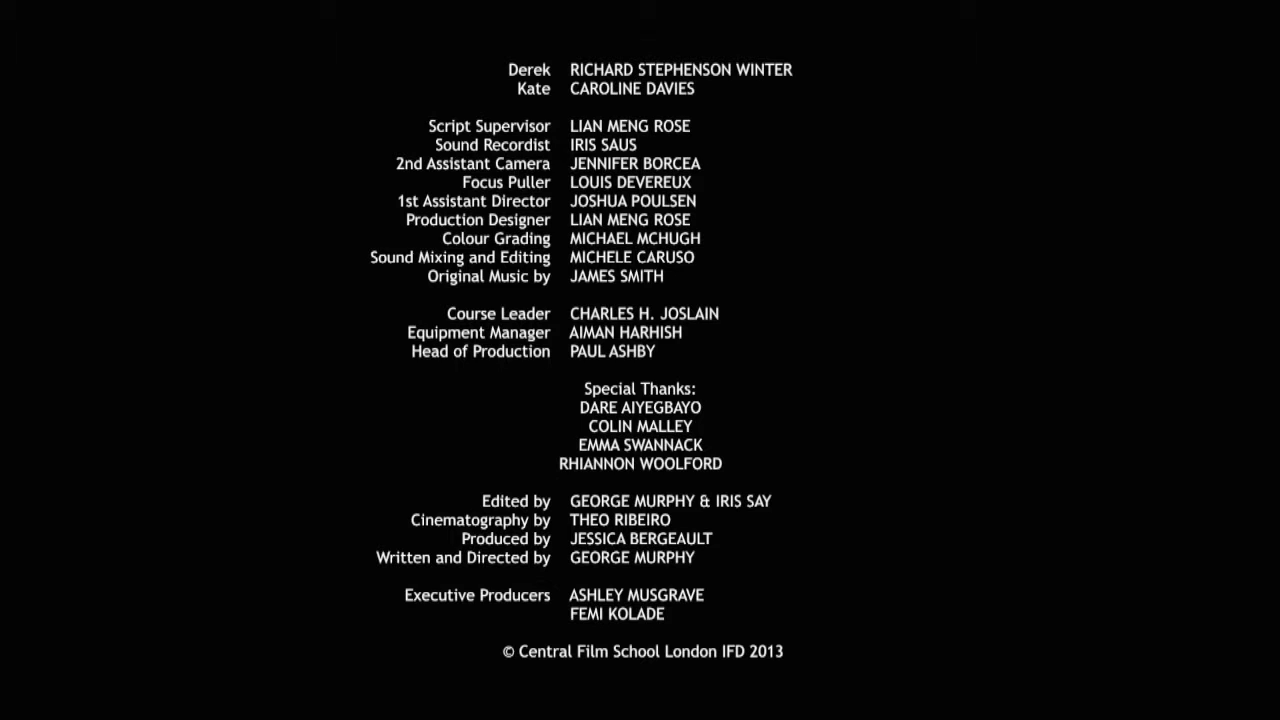 Derek RICHARD STEPHENSON WINTER
Kate CAROLINE DAVIES
Script Supervisor LIAN MENG ROSE
Sound Recordist IRIS SAUS
2nd Assistant Camera JENNIFER BORCEA
Focus Puller LOUIS DEVEREUX
1st Assistant Director JOSHUA POULSEN
Production Designer LIAN MENG ROSE
Colour Grading MICHAEL MCHUGH
Sound Mixing and Editing MICHELE CARUSO
Original Music by JAMES SMITH
Course Leader CHARLES H. JOSLAIN
Equipment Manager AIMAN HARHISH
Head of Production PAUL ASHBY
Special Thanks:
DARE AIYEGBAYO
COLIN MALLEY
EMMA SWANNACK
RHIANNON WOOLFORD
Edited by GEORGE MURPHY & IRIS SAY
Cinematography by THEO RIBEIRO
Produced by JESSICA BERGEAULT
Written and Directed by GEORGE MURPHY
Executive Producers ASHLEY MUSGRAVE
FEMI KOLADE
© Central Film School London IFD 2013